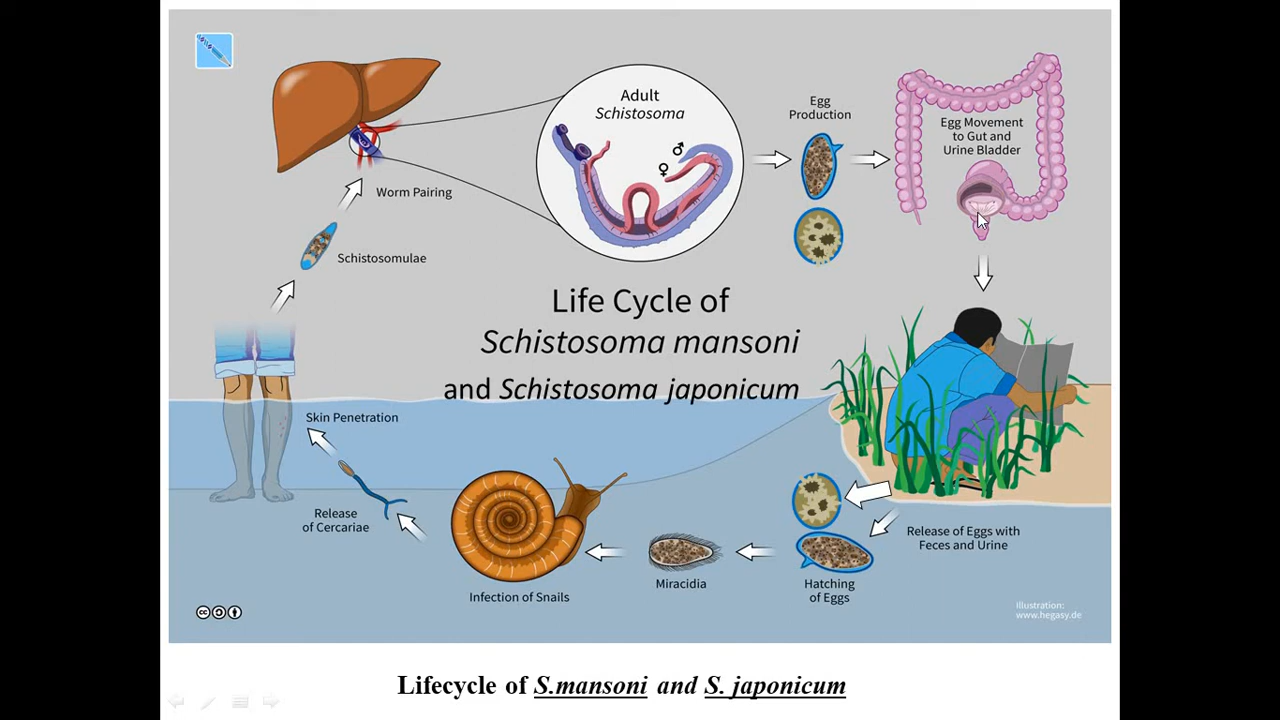 Adult
Schistosoma
♂
♀
Egg
Production
Egg Movement
to Gut and
Urine Bladder
Worm Pairing
Schistosomulae
Life Cycle of
Schistosoma mansoni
and Schistosoma japonicum
Skin Penetration
Release
of Cercariae
Infection of Snails
Miracidia
Hatching
of Eggs
Release of Eggs with
Feces and Urine
cc
Illustration:
www.hegasy.de
Lifecycle of S.mansoni and S. japonicum